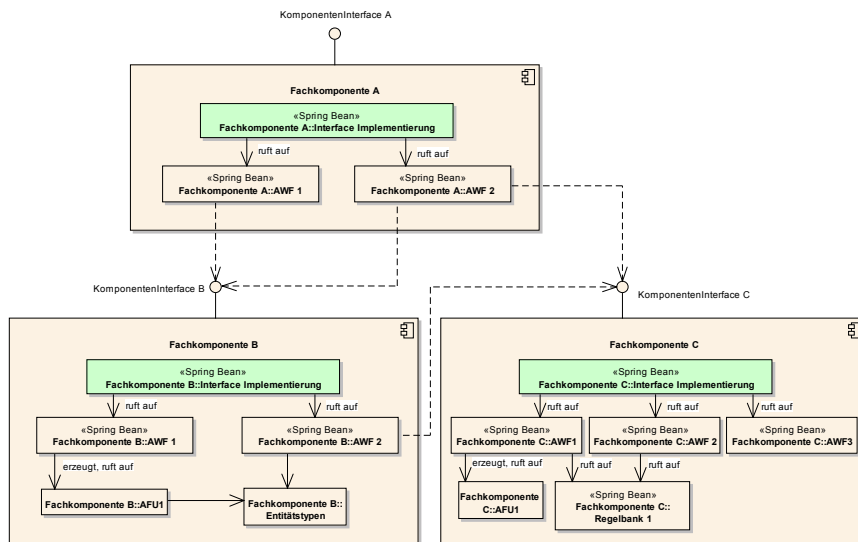 KomponentenInterface A
Fachkomponente A
«Spring Bean»
Fachkomponente A::Interface Implementierung
ruft auf
ruft auf
«Spring Bean»
Fachkomponente A::AWF 1
«Spring Bean»
Fachkomponente A::AWF 2
KomponentenInterface B
KomponentenInterface C
Fachkomponente B
«Spring Bean»
Fachkomponente B::Interface Implementierung
ruft auf
ruft auf
«Spring Bean»
Fachkomponente B::AWF 1
«Spring Bean»
Fachkomponente B::AWF 2
erzeugt, ruft auf
Fachkomponente B::AFU1
Fachkomponente B::
Entitätstypen
Fachkomponente C
«Spring Bean»
Fachkomponente C::Interface Implementierung
ruft auf
ruft auf
ruft auf
«Spring Bean»
Fachkomponente C::AWF1
«Spring Bean»
Fachkomponente C::AWF 2
«Spring Bean»
Fachkomponente C::AWF3
erzeugt, ruft auf
ruft auf
ruft auf
Fachkomponente
C::AFU1
«Spring Bean»
Fachkomponente C::
Regelbank 1